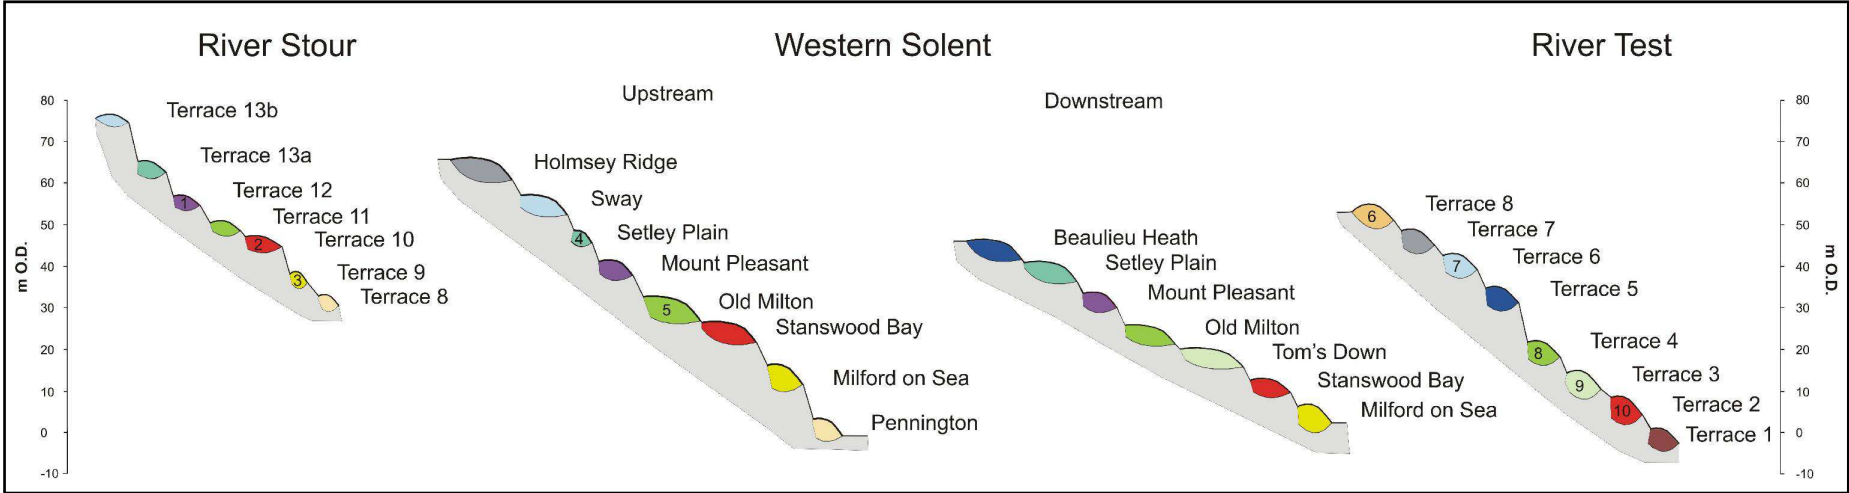 River Stour
Western Solent
River Test
Upstream
Downstream
80
70
60
50
40
30
20
10
0
-10
m O.D.
Terrace 13b
Terrace 13a
Terrace 12
Terrace 11
Terrace 10
Terrace 9
Terrace 8
1
2
3
Holmsey Ridge
Sway
Setley Plain
Mount Pleasant
Old Milton
Stanswood Bay
Milford on Sea
Pennington
4
5
Beaulieu Heath
Setley Plain
Mount Pleasant
Old Milton
Tom's Down
Stanswood Bay
Milford on Sea
Terrace 8
Terrace 7
Terrace 6
Terrace 5
Terrace 4
Terrace 3
Terrace 2
Terrace 1
6
7
8
9
10
80
70
60
50
40
30
20
10
0
-10
m O.D.